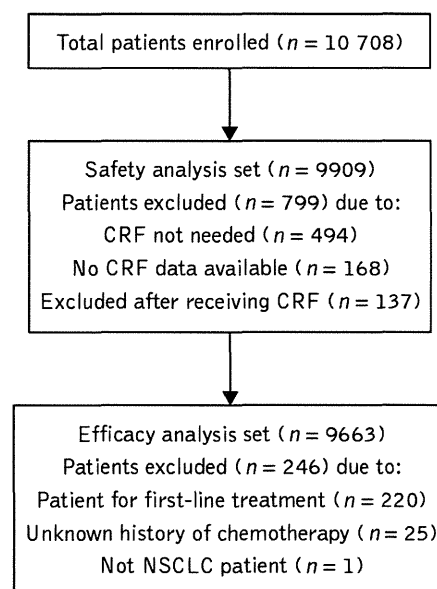 Total patients enrolled (n = 10 708)
Safety analysis set (n = 9909)
Patients excluded (n = 799) due to:
CRF not needed (n = 494)
No CRF data available (n = 168)
Excluded after receiving CRF (n = 137)
Efficacy analysis set (n = 9663)
Patients excluded (n = 246) due to:
Patient for first-line treatment (n = 220)
Unknown history of chemotherapy (n = 25)
Not NSCLC patient (n = 1)